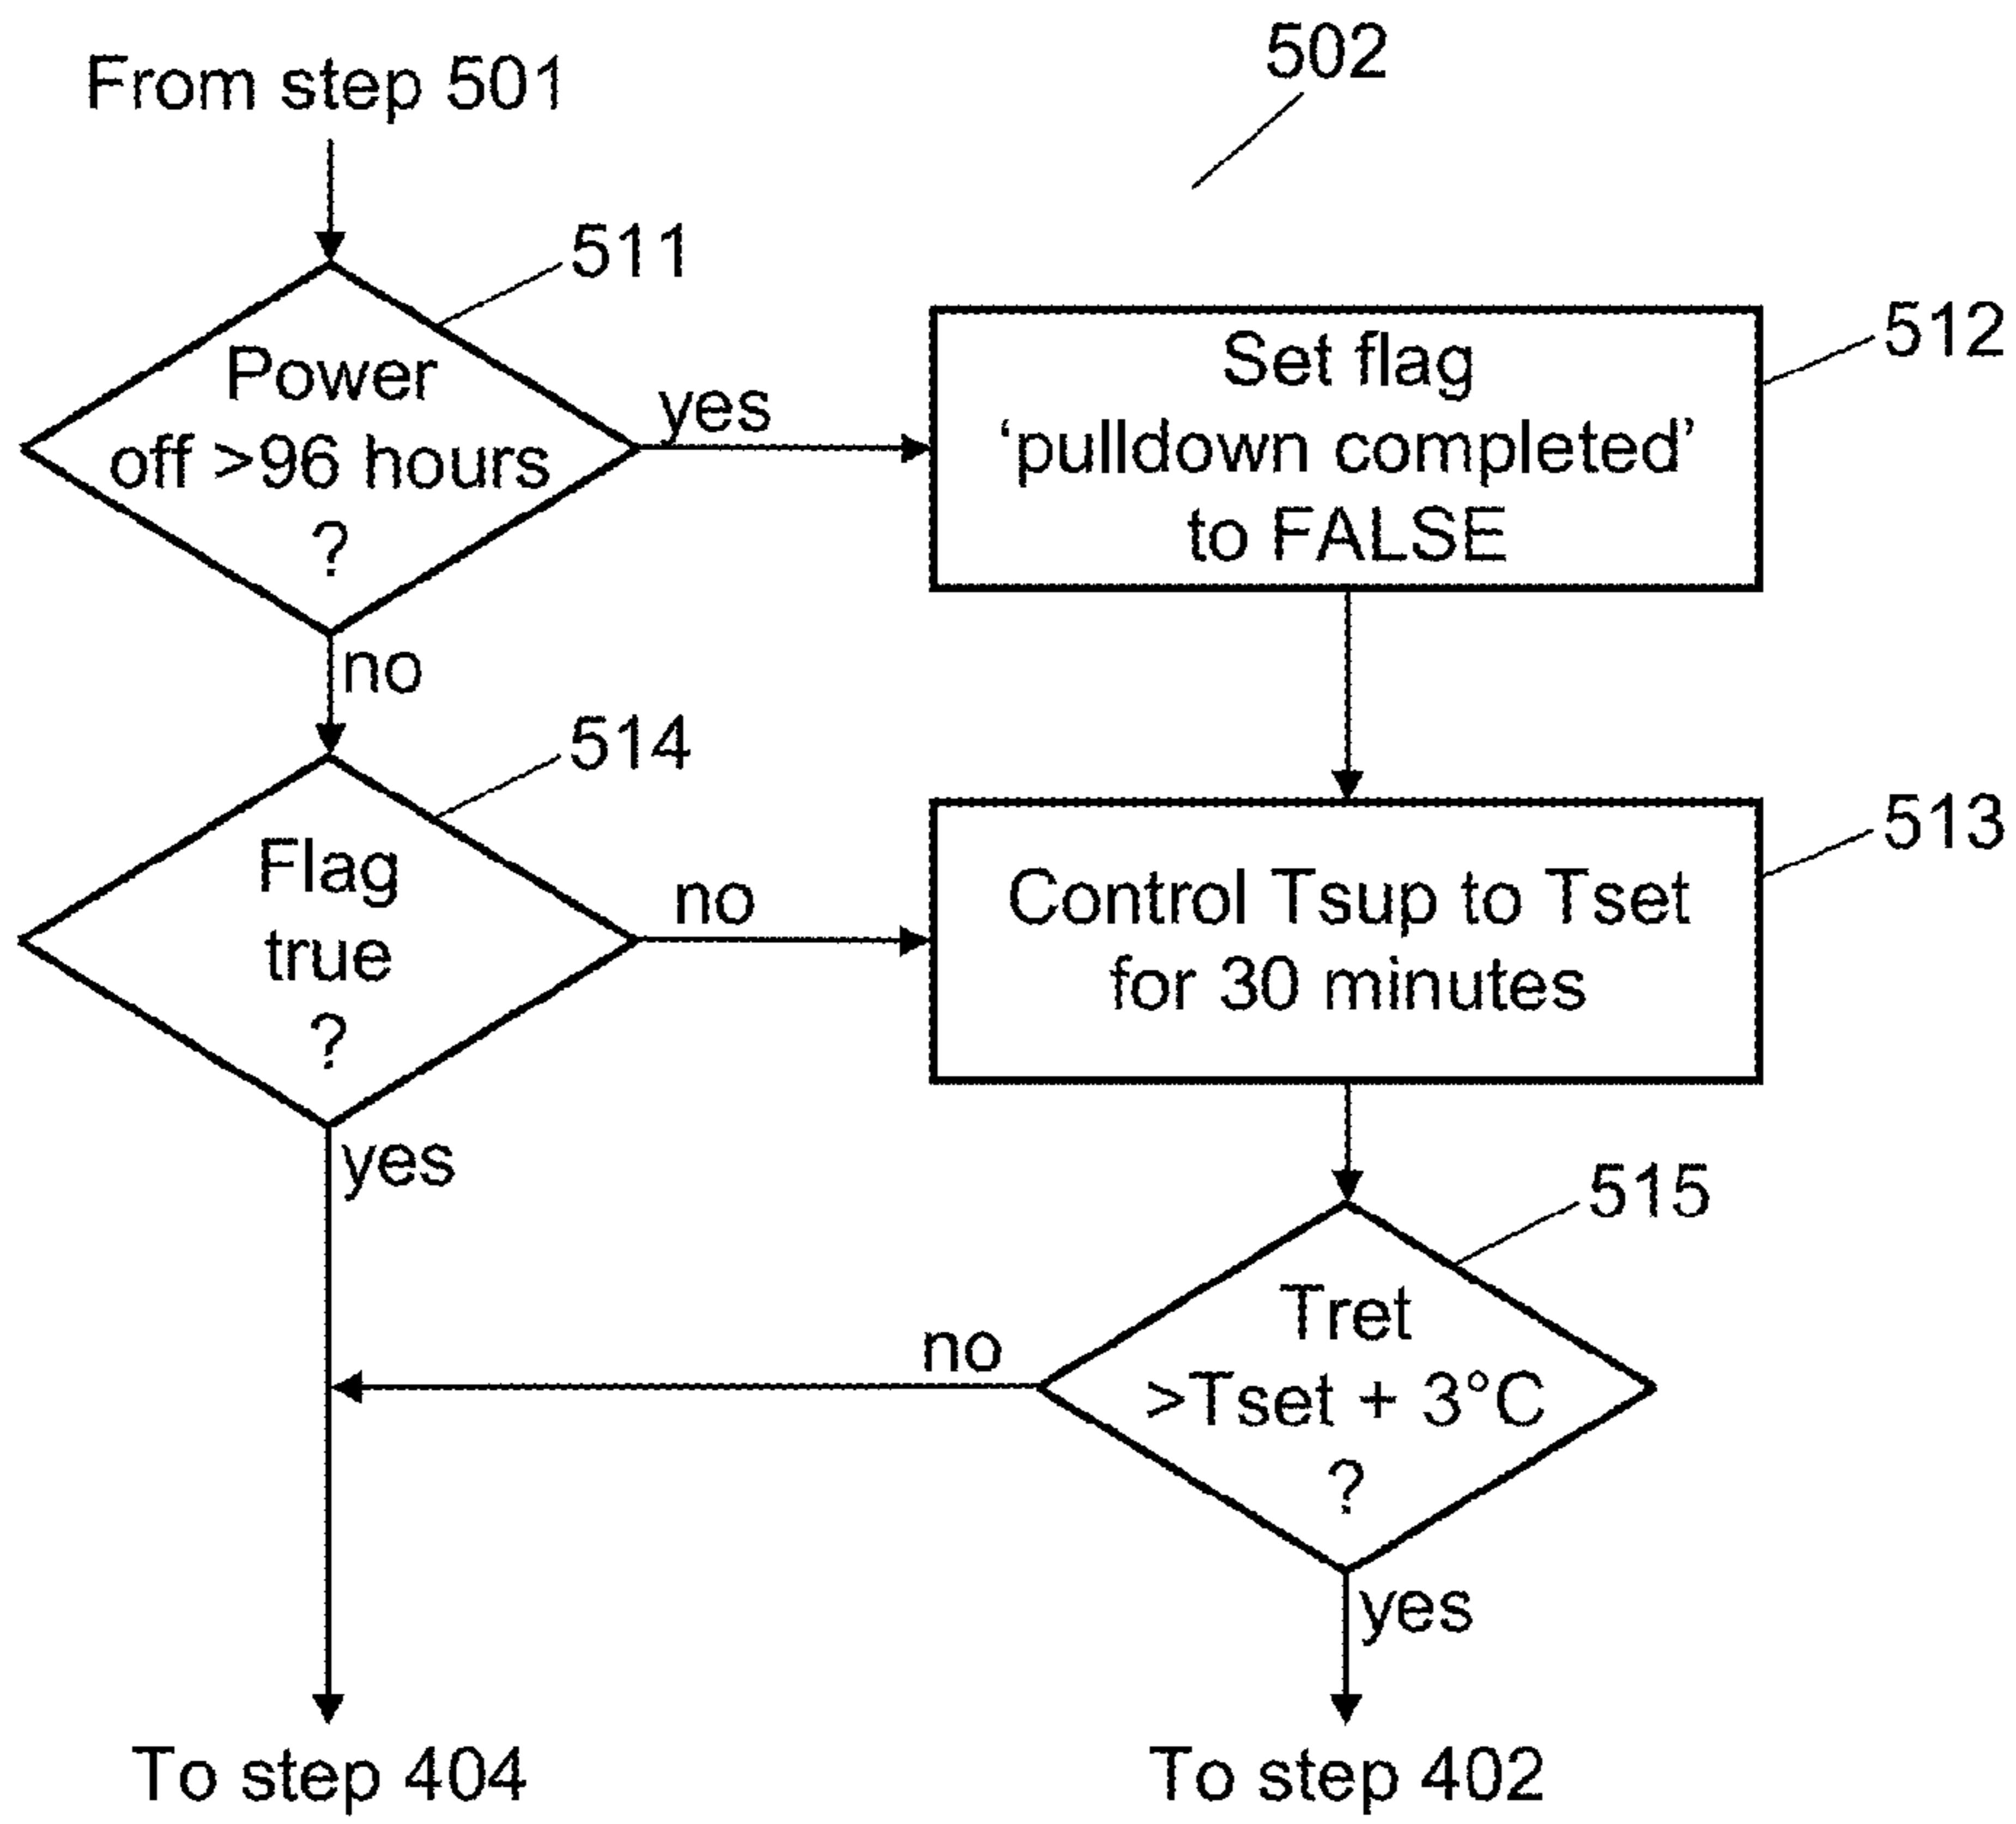 From step 501
502
511
Power
off >96 hours
?
yes
Set flag
‘pulldown completed’
to FALSE
512
no
514
Flag
true
?
no
Control Tsup to Tset
for 30 minutes
513
yes
515
Tret
>Tset + 3°C
?
no
yes
To step 404
To step 402